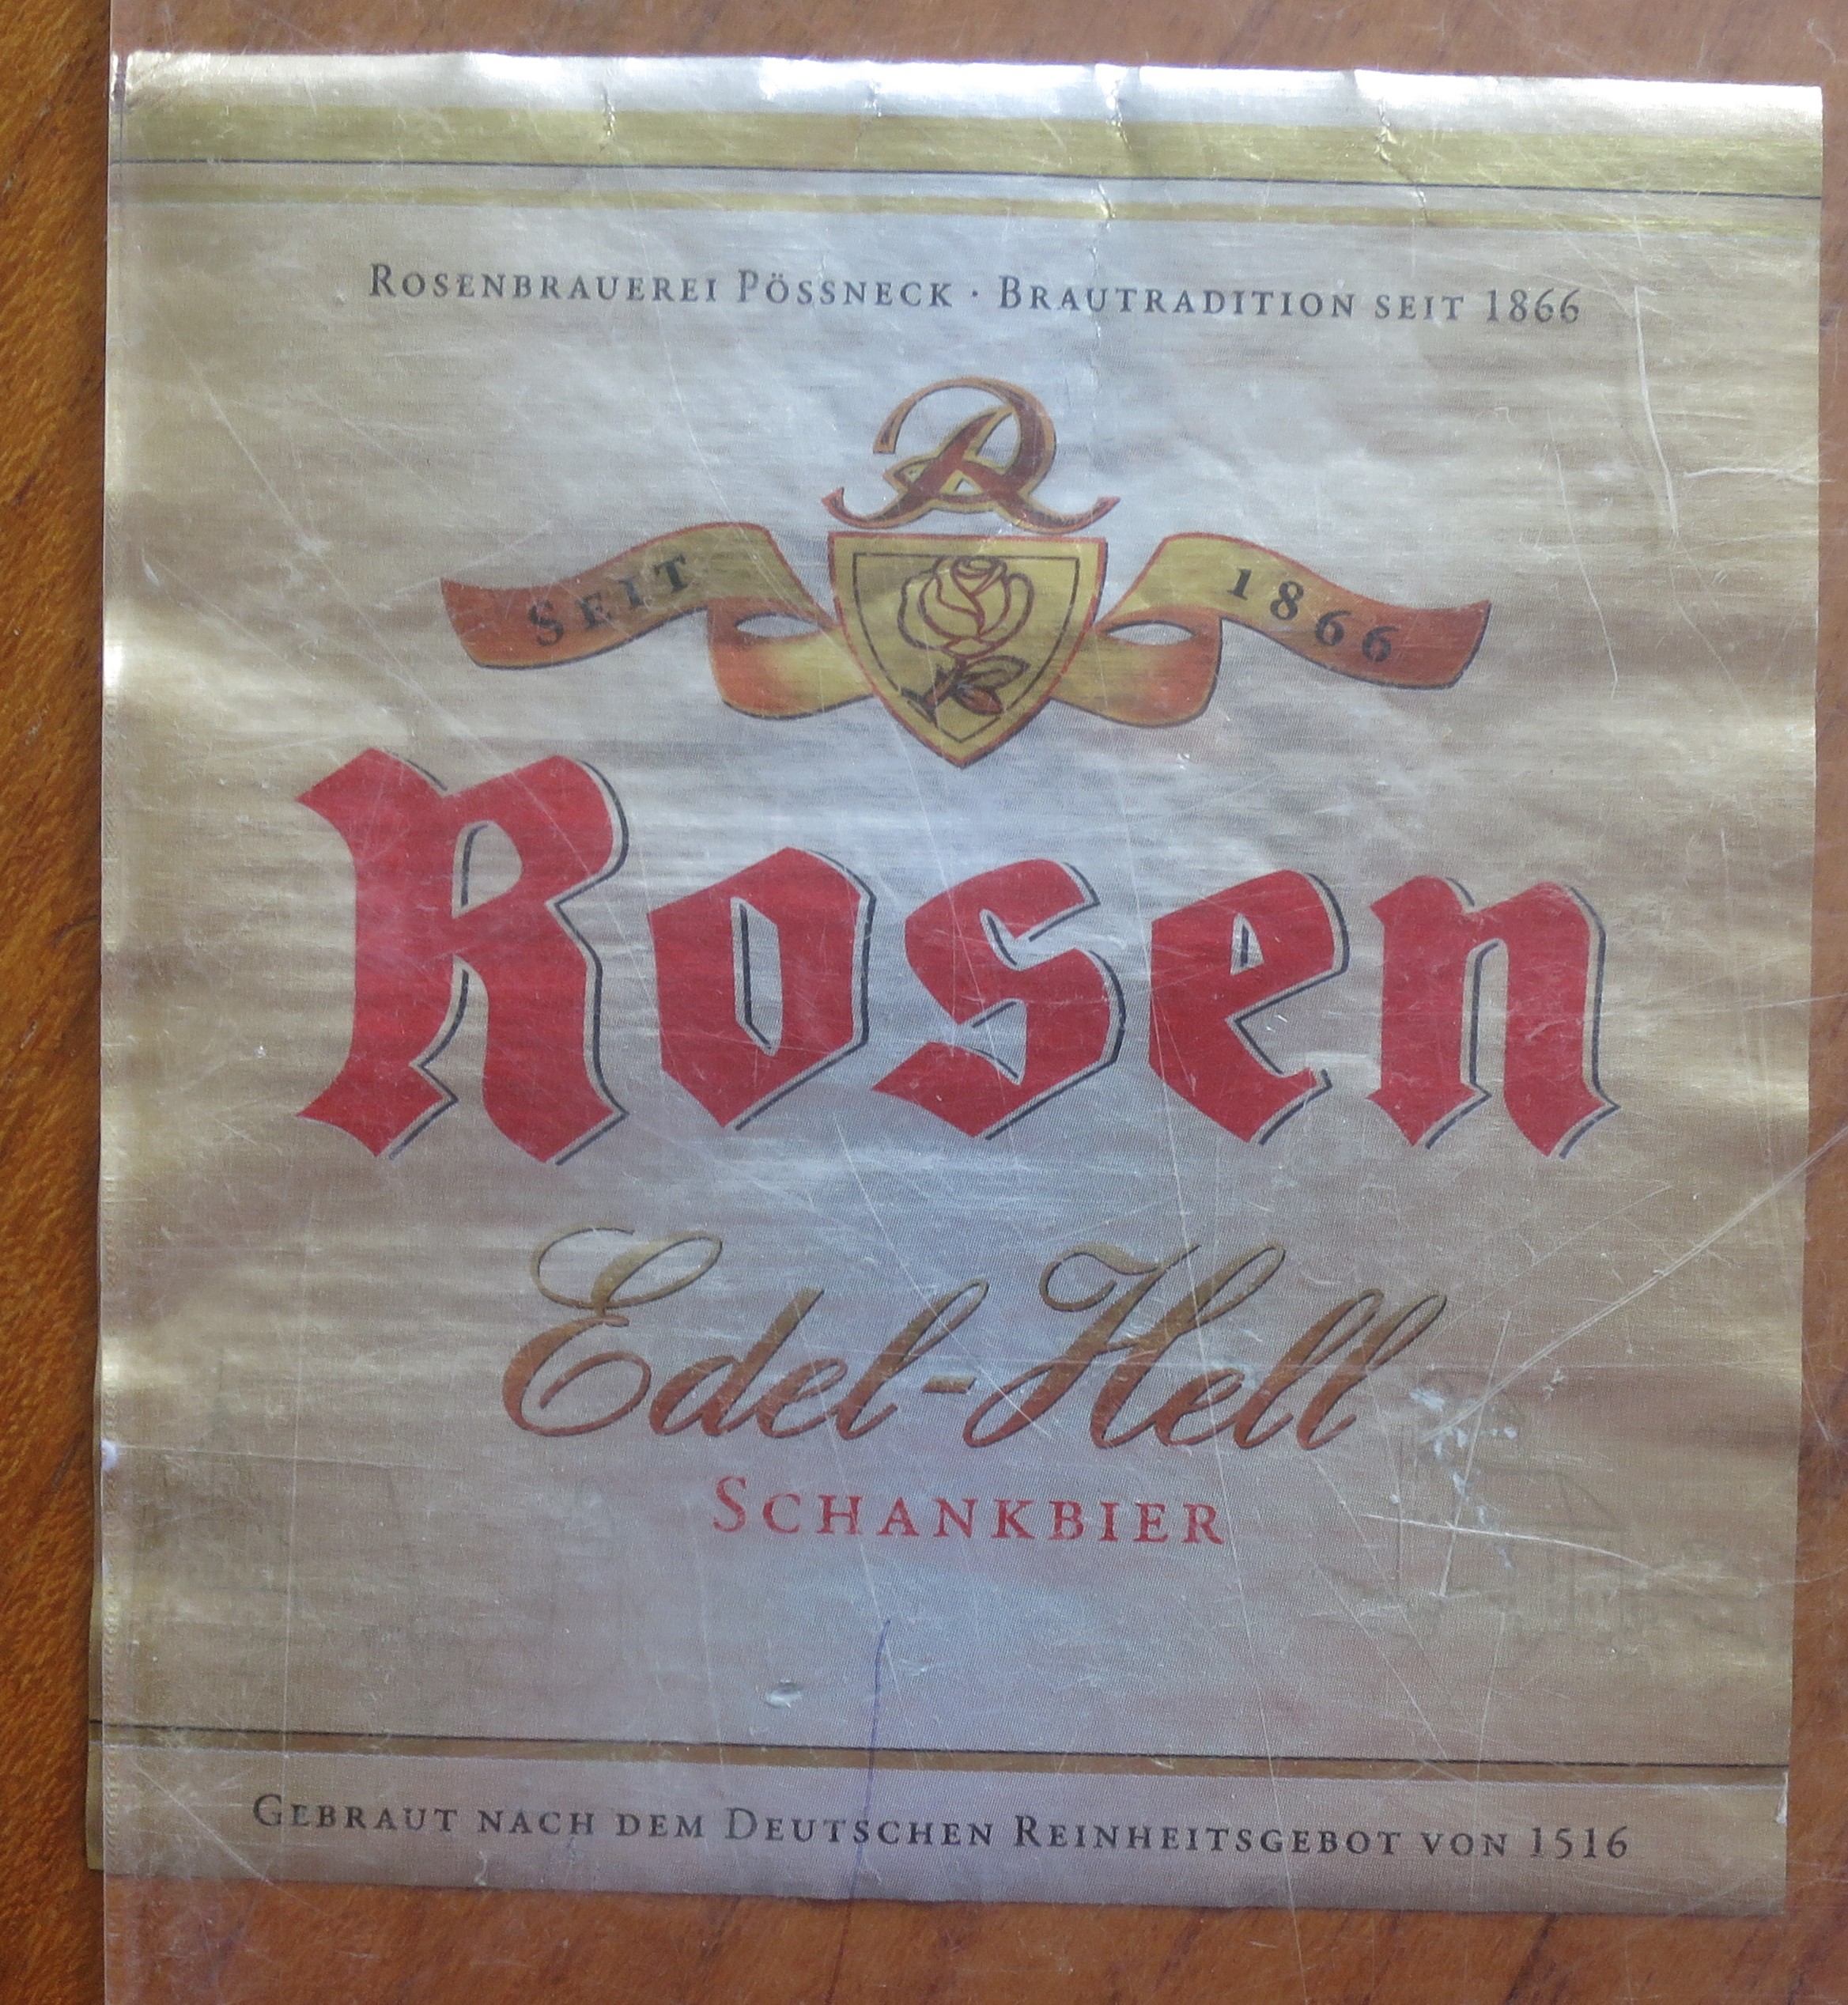 Rosenbrauerei Pössneck · Brautradition seit 1866
R
SEIT 1866
Rosen
Edel-Hell
Schankbier
Gebraut nach dem Deutschen Reinheitsgebot von 1516